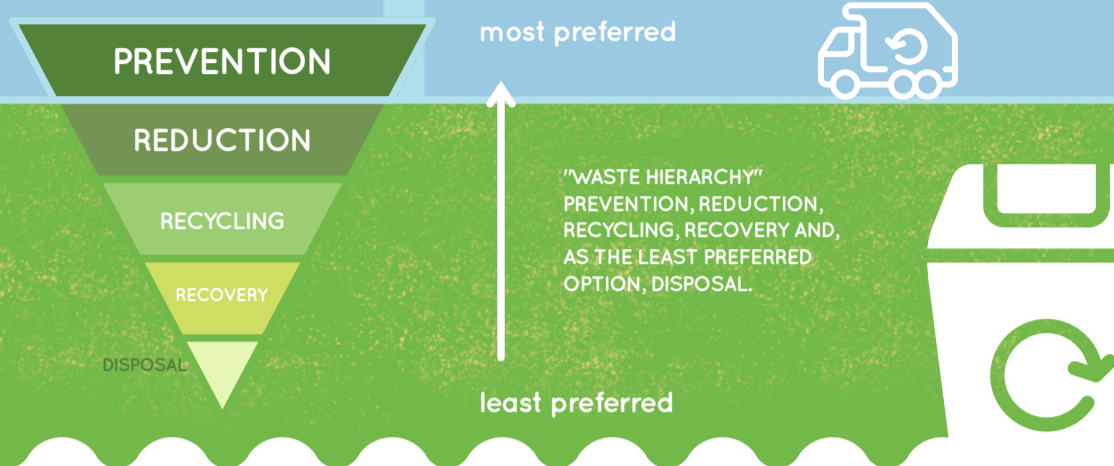 PREVENTION
REDUCTION
RECYCLING
RECOVERY
DISPOSAL
most preferred
"WASTE HIERARCHY"
PREVENTION, REDUCTION,
RECYCLING, RECOVERY AND,
AS THE LEAST PREFERRED
OPTION, DISPOSAL.
least preferred